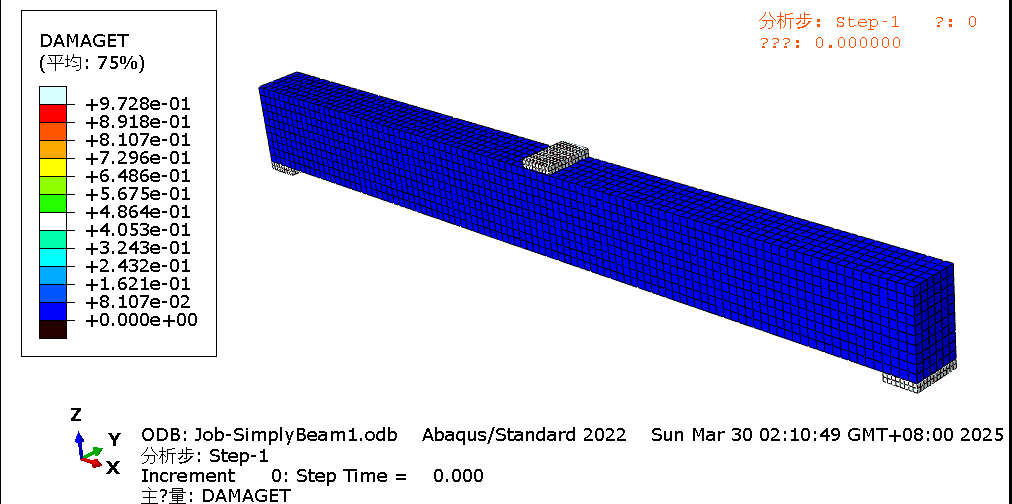 分析步: Step-1 ?: 0
???: 0.000000
DAMAGET
(平均: 75%)
+9.728e-01
+8.918e-01
+8.107e-01
+7.296e-01
+6.486e-01
+5.675e-01
+4.864e-01
+4.053e-01
+3.243e-01
+2.432e-01
+1.621e-01
+8.107e-02
+0.000e+00
Z
Y
X
ODB: Job-SimplyBeam1.odb Abaqus/Standard 2022 Sun Mar 30 02:10:49 GMT+08:00 2025
分析步: Step-1
Increment 0: Step Time = 0.000
主?量: DAMAGET